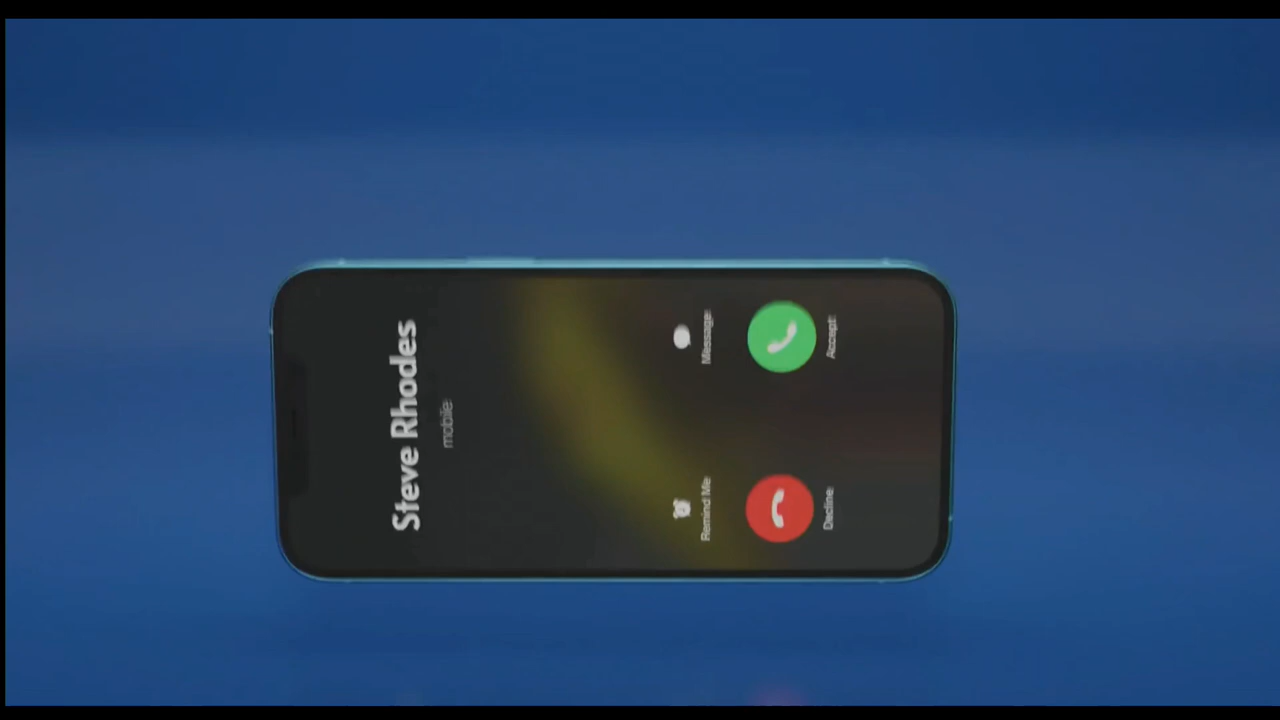 Steve Rhodes
mobile
Remind Me
Message
Decline
Accept